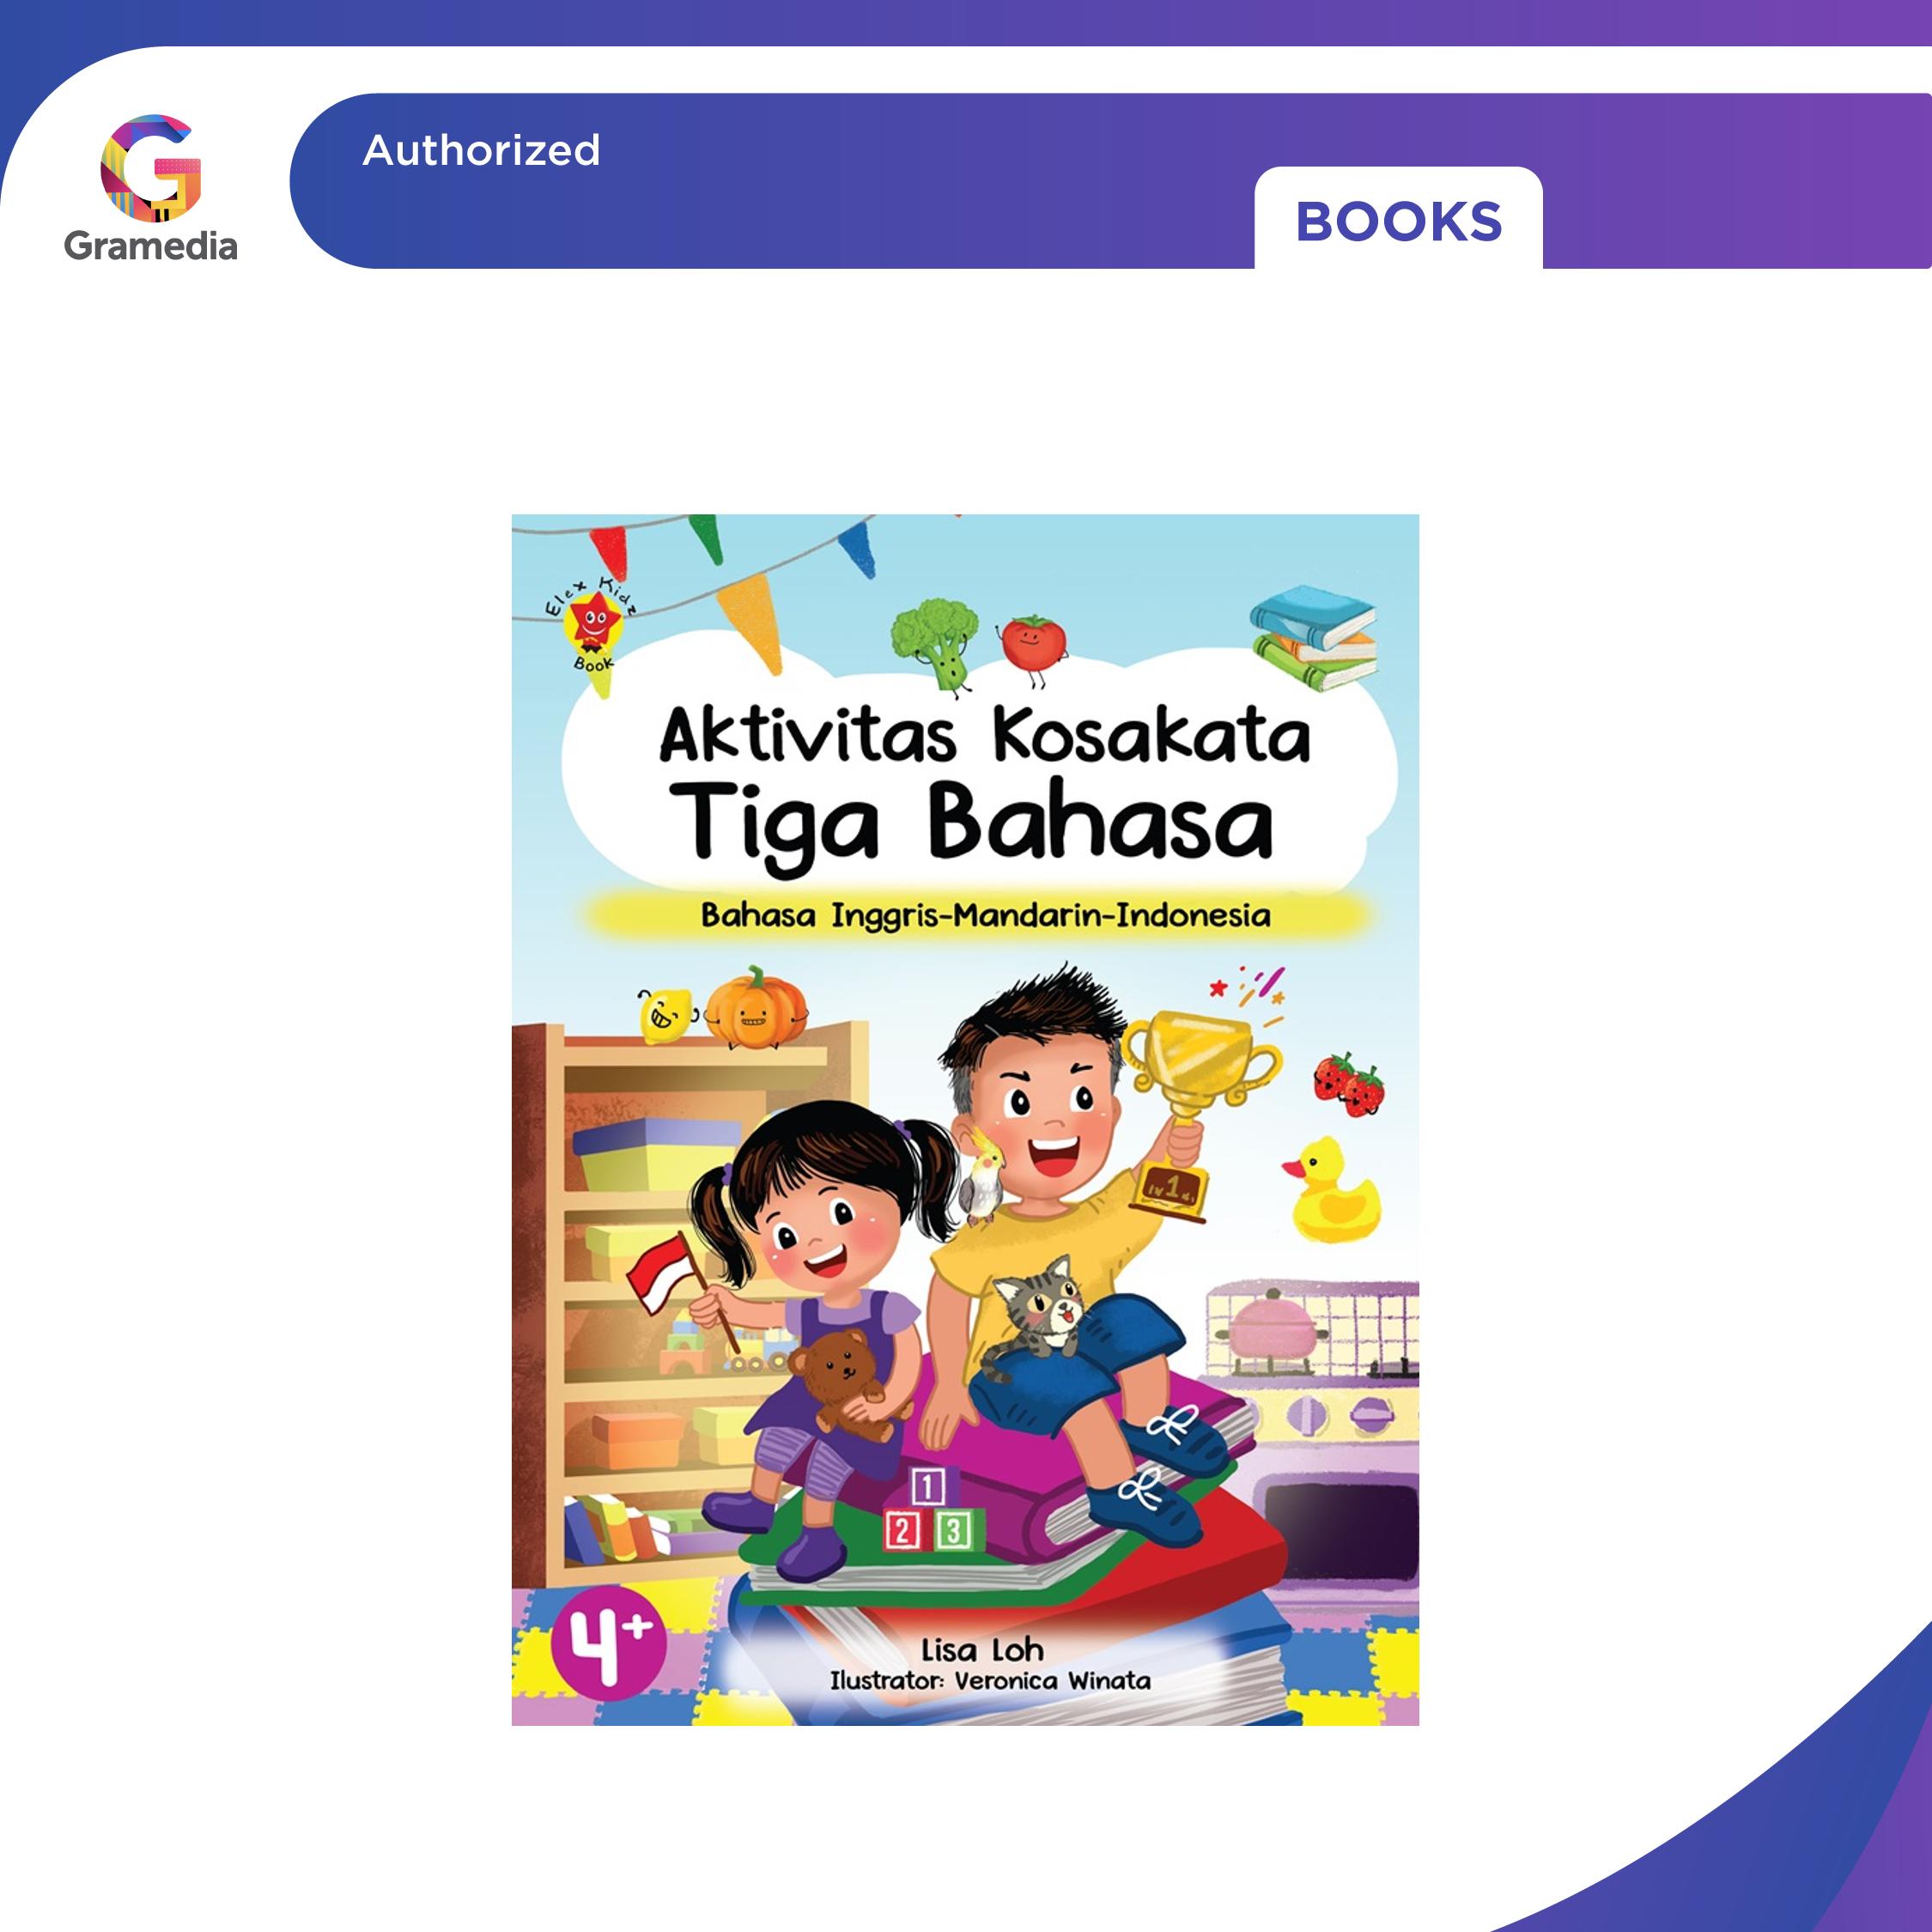 Gramedia
Authorized
BOOKS
Elex Kidz
Book
Aktivitas Kosakata
Tiga Bahasa
Bahasa Inggris-Mandarin-Indonesia
1
1
2 3
4+
Lisa Loh
Ilustrator: Veronica Winata